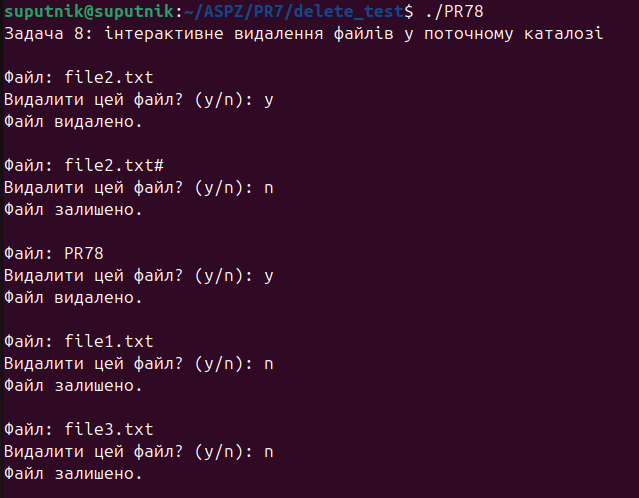 suputnik@suputnik:~/ASPZ/PR7/delete_test$ ./PR78
Задача 8: інтерактивне видалення файлів у поточному каталозі
Файл: file2.txt
Видалити цей файл? (y/n): y
Файл видалено.
Файл: file2.txt#
Видалити цей файл? (y/n): n
Файл залишено.
Файл: PR78
Видалити цей файл? (y/n): y
Файл видалено.
Файл: file1.txt
Видалити цей файл? (y/n): n
Файл залишено.
Файл: file3.txt
Видалити цей файл? (y/n): n
Файл залишено.